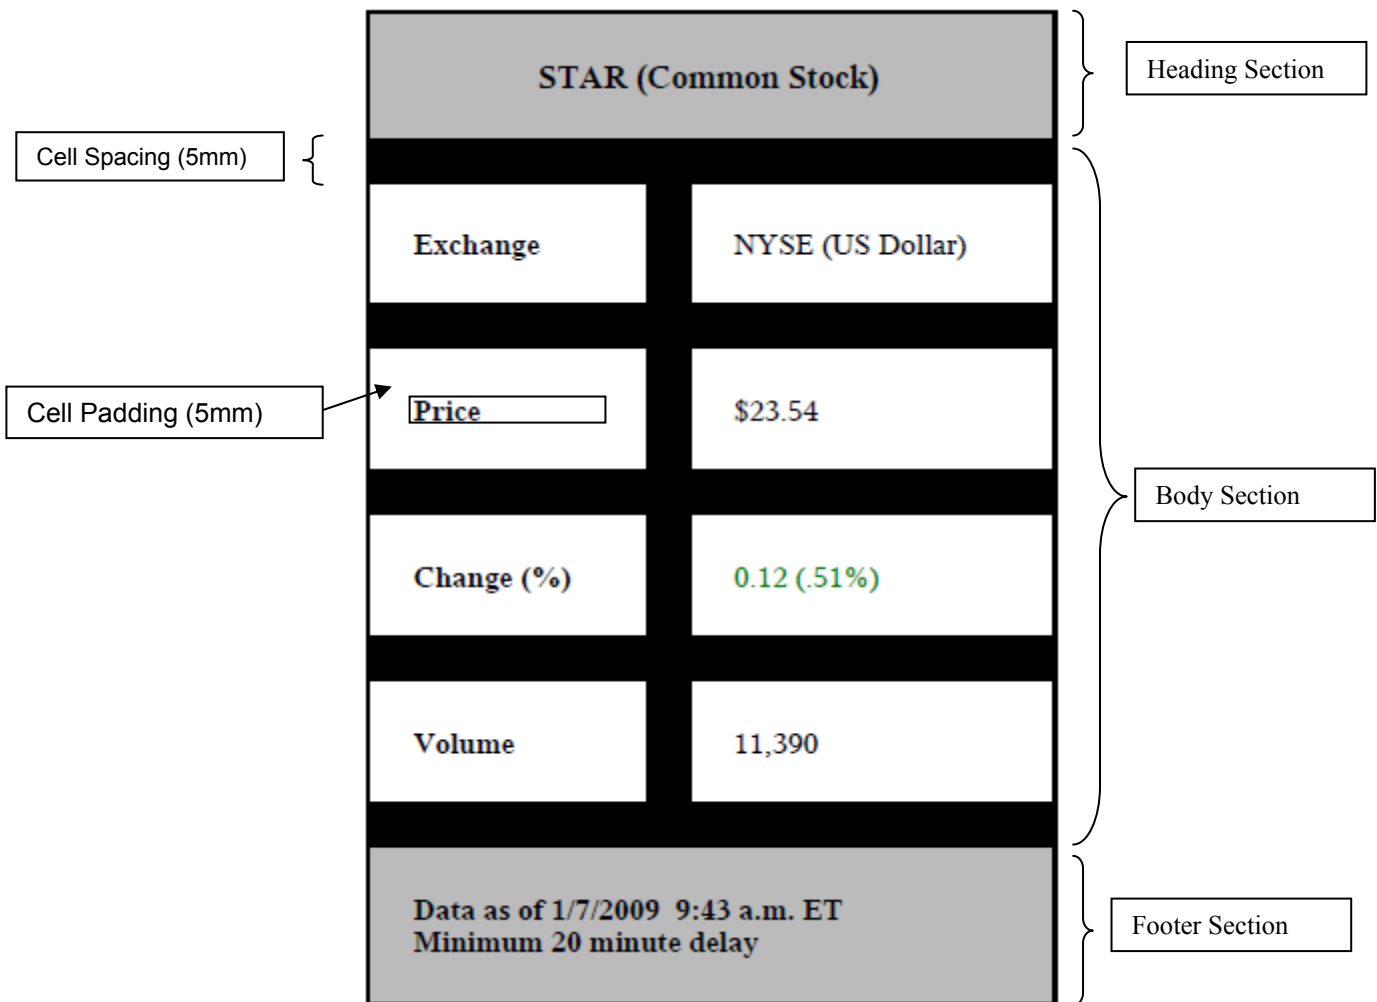 STAR (Common Stock)
Heading Section
Cell Spacing (5mm)
Exchange
NYSE (US Dollar)
Cell Padding (5mm)
Price
$23.54
Body Section
Change (%)
0.12 (.51%)
Volume
11,390
Data as of 1/7/2009  9:43 a.m. ET
Minimum 20 minute delay
Footer Section